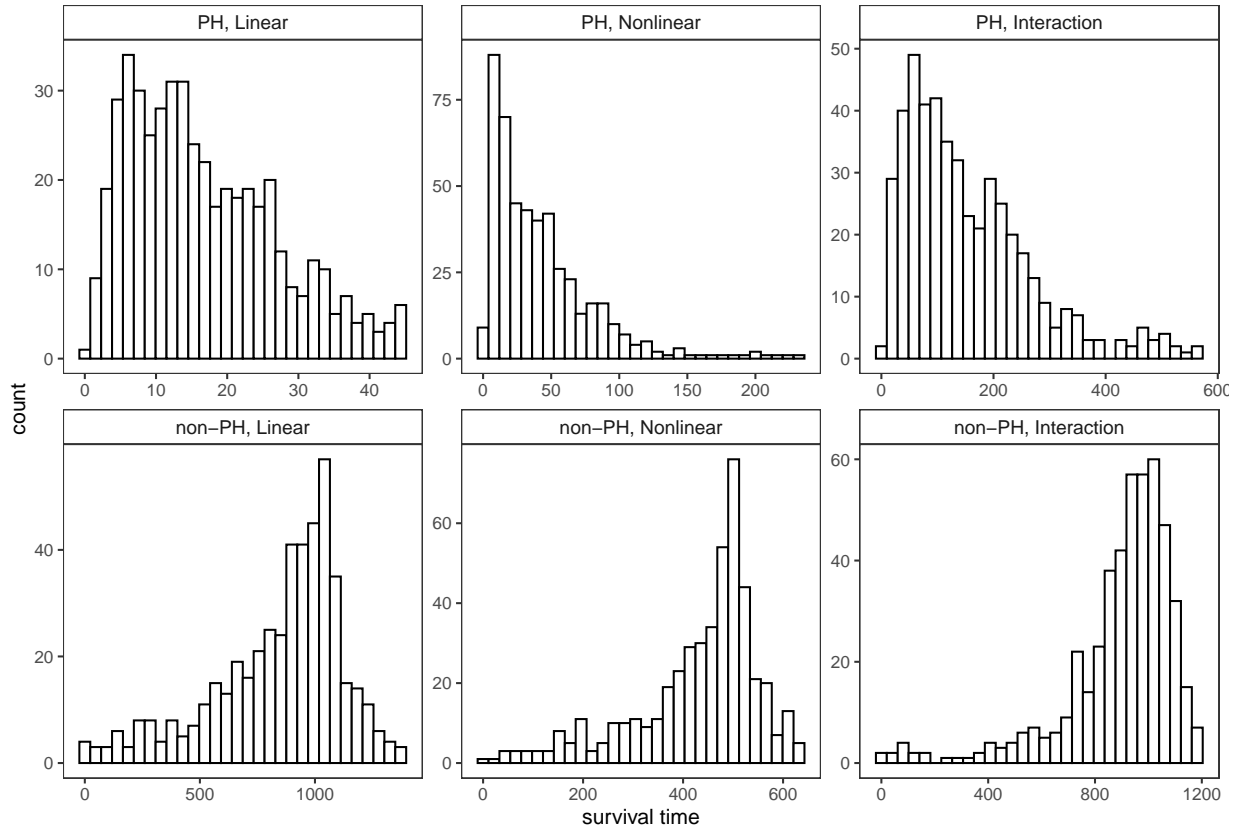 PH, Linear
PH, Nonlinear
PH, Interaction
30
20
10
0
0 10 20 30 40
75
50
25
0
0 50 100 150 200
50
40
30
20
10
0
0 200 400 600
count
non−PH, Linear
non−PH, Nonlinear
non−PH, Interaction
40
20
0
0 500 1000
60
40
20
0
0 200 400 600
60
40
20
0
0 400 800 1200
survival time